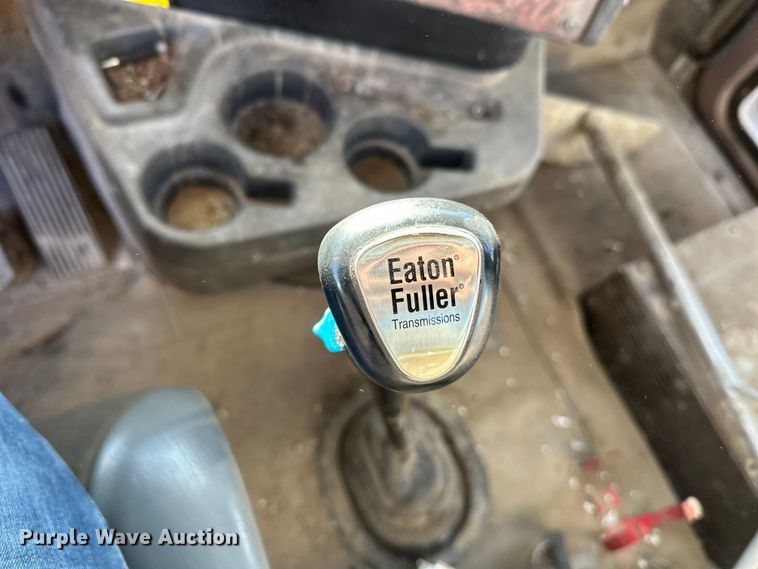 Eaton®
Fuller®
Transmissions
Purple Wave Auction